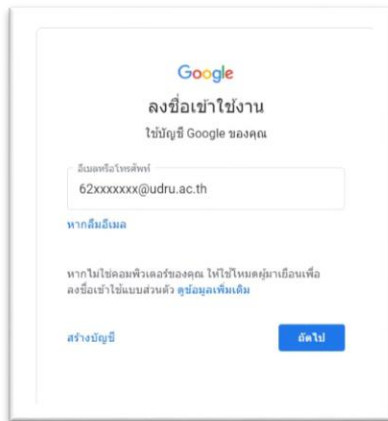 Google
ลงชื่อเข้าใช้งาน
ใช้บัญชี Google ของคุณ
อีเมลหรือโทรศัพท์
62xxxxxxx@udru.ac.th
หากลืมอีเมล
หากไม่ใช่คอมพิวเตอร์ของคุณ ให้ใช้โหมดผู้มาเยือนเพื่อ
ลงชื่อเข้าใช้แบบส่วนตัว ดูข้อมูลเพิ่มเติม
สร้างบัญชี
ถัดไป